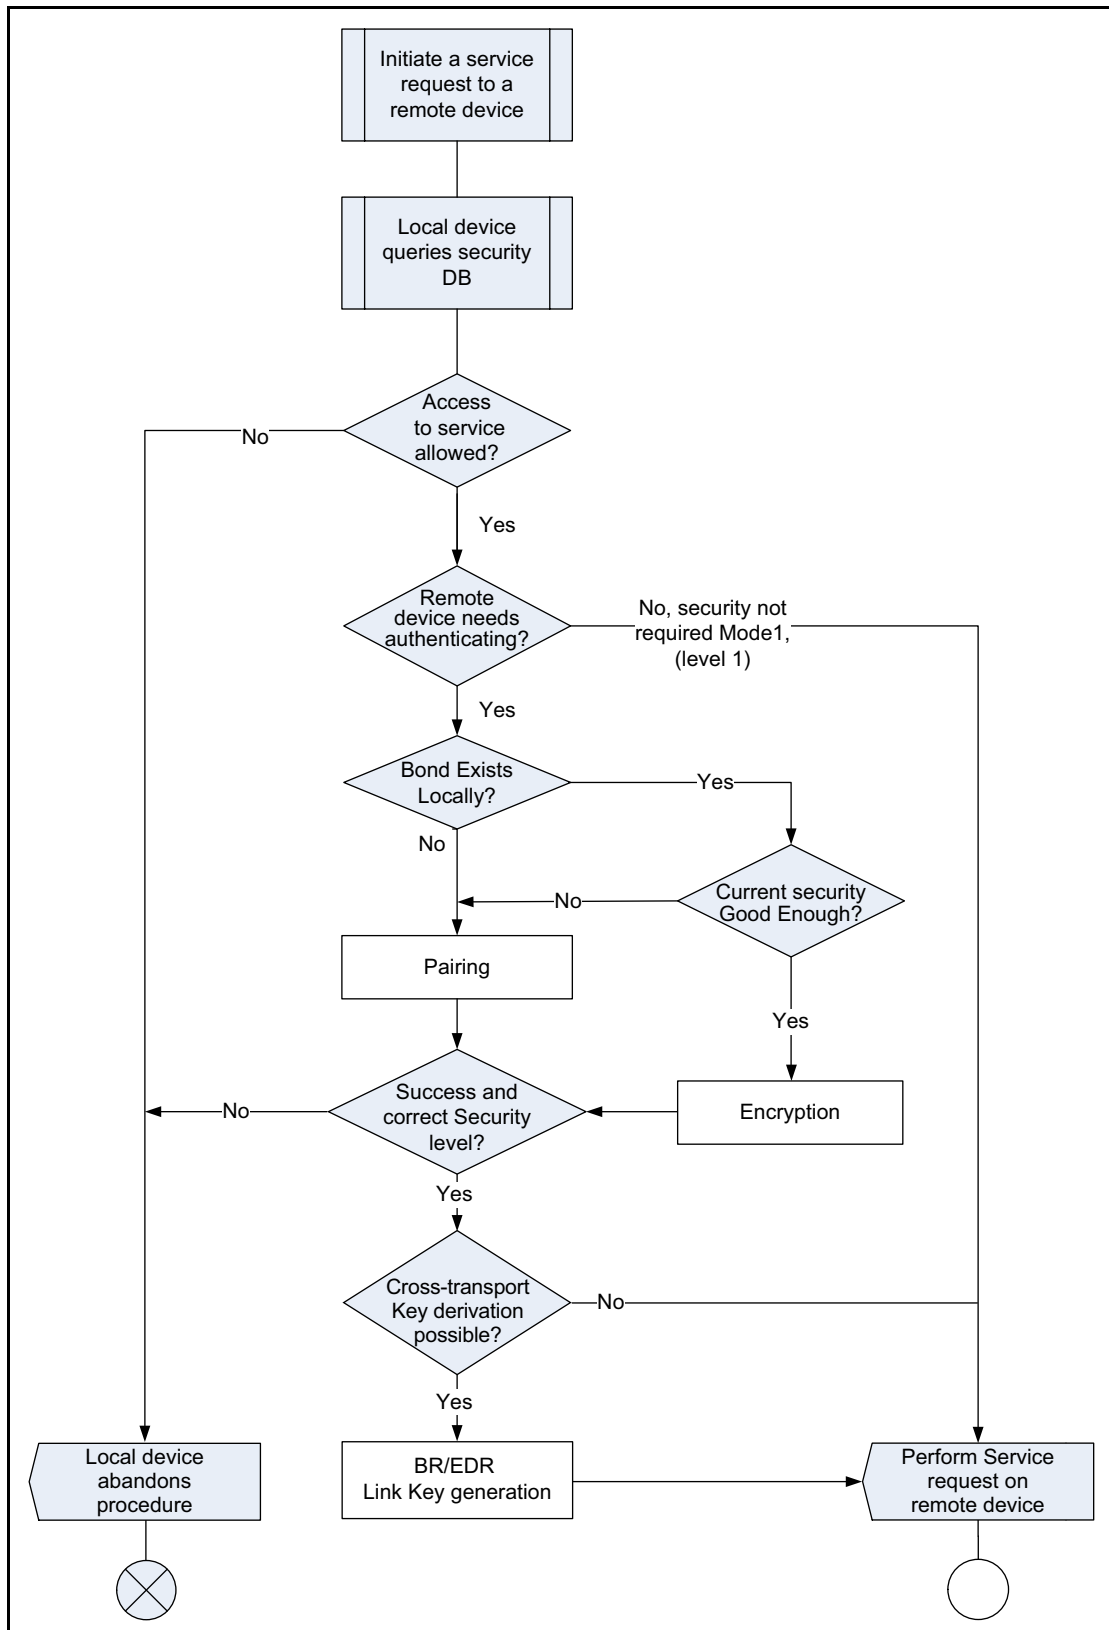 Initiate a service
request to a
remote device
Local device
queries security
DB
Access
to service
allowed?
No
Yes
Remote
device needs
authenticating?
No, security not
required Mode1,
(level 1)
Yes
Bond Exists
Locally?
Yes
No
Current security
Good Enough?
No
Pairing
Yes
Success and
correct Security
level?
No
Encryption
Yes
Cross-transport
Key derivation
possible?
No
Yes
Local device
abandons
procedure
BR/EDR
Link Key generation
Perform Service
request on
remote device